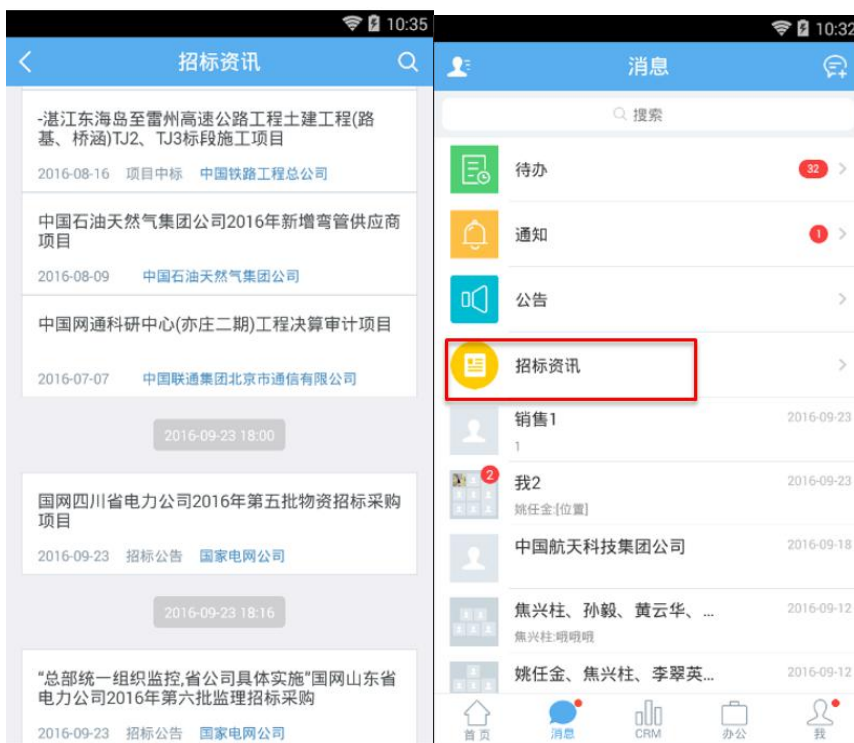 10:35
招标资讯
-湛江东海岛至雷州高速公路工程土建工程(路
基、桥涵)TJ2、TJ3标段施工项目
2016-08-16 项目中标 中国铁路工程总公司
中国石油天然气集团公司2016年新增弯管供应商
项目
2016-08-09 中国石油天然气集团公司
中国网通科研中心(亦庄二期)工程决算审计项目
2016-07-07 中国联通集团北京市通信有限公司
2016-09-23 18:00
国网四川省电力公司2016年第五批物资招标采购
项目
2016-09-23 招标公告 国家电网公司
2016-09-23 18:16
“总部统一组织监控,省公司具体实施”国网山东省
电力公司2016年第六批监理招标采购
2016-09-23 招标公告 国家电网公司
10:32
消息
搜索
待办 32
通知 1
公告
招标资讯
销售1 2016-09-23
1
2
我2 2016-09-23
姚任金:[位置]
中国航天科技集团公司 2016-09-18
焦兴柱、孙毅、黄云华、... 2016-09-12
焦兴柱:哦哦哦
姚任金、焦兴柱、李翠英... 2016-09-12
首页 消息 CRM 办公 我